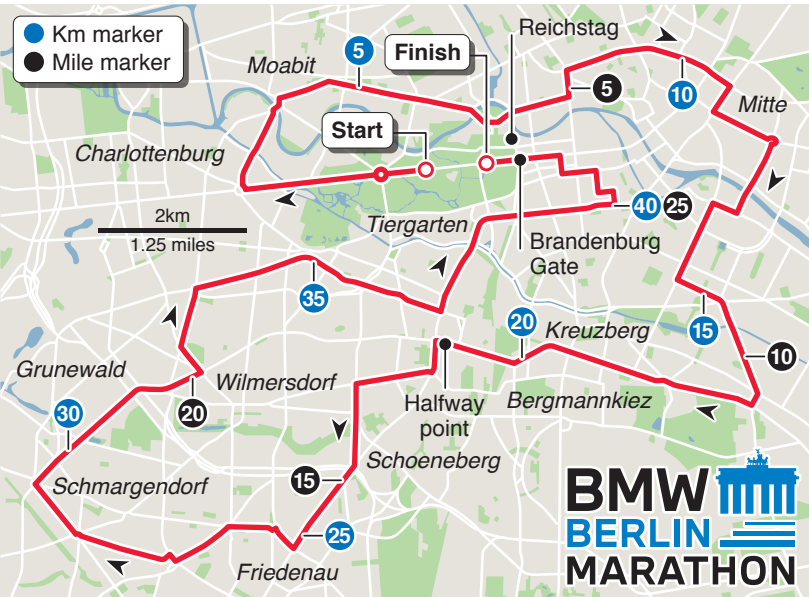 Km marker
Mile marker
Reichstag
5
Finish
Moabit
5
10
Mitte
Start
Charlottenburg
2km
1.25 miles
Tiergarten
40
25
Brandenburg
Gate
35
20
15
Kreuzberg
10
Grunewald
Wilmersdorf
30
20
Halfway
point
Bergmannkiez
Schoeneberg
15
Schmargendorf
25
Friedenau
BMW
BERLIN
MARATHON